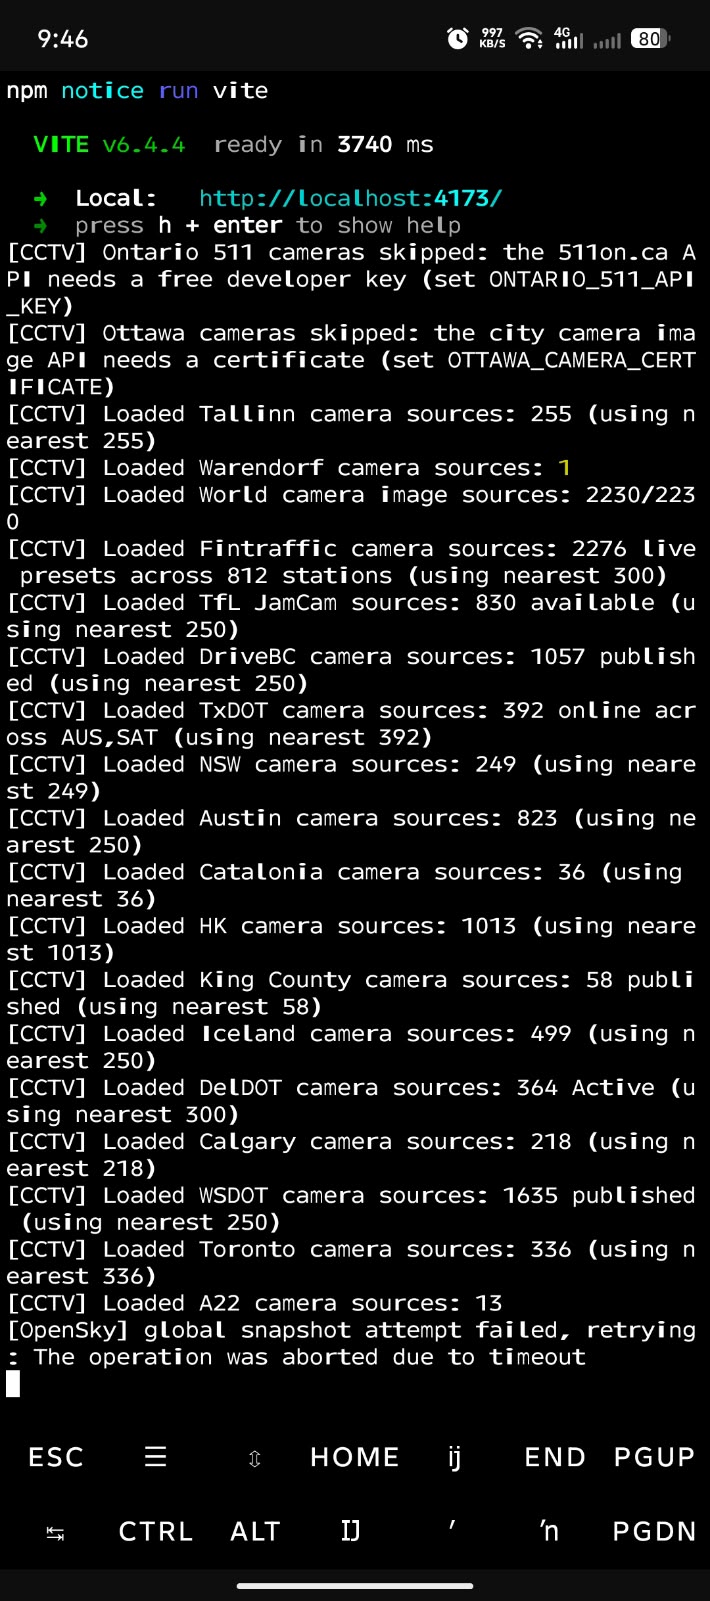 9:46
997 KB/S 4G 80
npm notice run vite
VITE v6.4.4 ready in 3740 ms
➜ Local: http://localhost:4173/
➜ press h + enter to show help
[CCTV] Ontario 511 cameras skipped: the 511on.ca A
PI needs a free developer key (set ONTARIO_511_API
_KEY)
[CCTV] Ottawa cameras skipped: the city camera ima
ge API needs a certificate (set OTTAWA_CAMERA_CERT
IFICATE)
[CCTV] Loaded Tallinn camera sources: 255 (using n
earest 255)
[CCTV] Loaded Warendorf camera sources: 1
[CCTV] Loaded World camera image sources: 2230/223
0
[CCTV] Loaded Fintraffic camera sources: 2276 live
 presets across 812 stations (using nearest 300)
[CCTV] Loaded TfL JamCam sources: 830 available (u
sing nearest 250)
[CCTV] Loaded DriveBC camera sources: 1057 publish
ed (using nearest 250)
[CCTV] Loaded TxDOT camera sources: 392 online acr
oss AUS,SAT (using nearest 392)
[CCTV] Loaded NSW camera sources: 249 (using neare
st 249)
[CCTV] Loaded Austin camera sources: 823 (using ne
arest 250)
[CCTV] Loaded Catalonia camera sources: 36 (using
nearest 36)
[CCTV] Loaded HK camera sources: 1013 (using neare
st 1013)
[CCTV] Loaded King County camera sources: 58 publi
shed (using nearest 58)
[CCTV] Loaded Iceland camera sources: 499 (using n
earest 250)
[CCTV] Loaded DelDOT camera sources: 364 Active (u
sing nearest 300)
[CCTV] Loaded Calgary camera sources: 218 (using n
earest 218)
[CCTV] Loaded WSDOT camera sources: 1635 published
 (using nearest 250)
[CCTV] Loaded Toronto camera sources: 336 (using n
earest 336)
[CCTV] Loaded A22 camera sources: 13
[OpenSky] global snapshot attempt failed, retrying
: The operation was aborted due to timeout
ESC ☰ ⇳ HOME ĳ END PGUP
↹ CTRL ALT Ĳ ′ ŉ PGDN